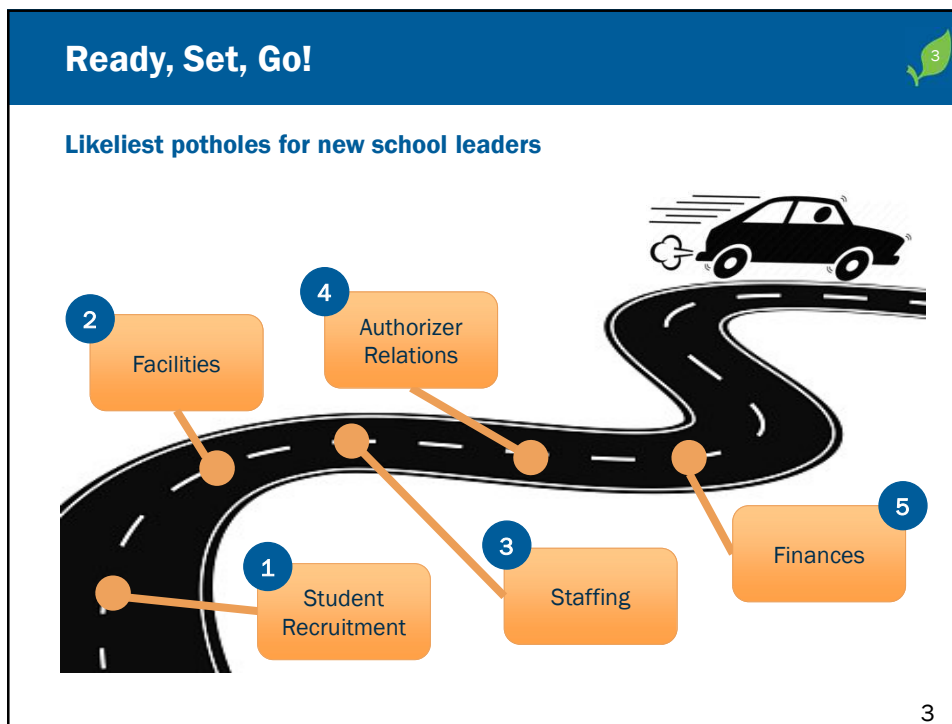 Ready, Set, Go!
3
Likeliest potholes for new school leaders
1
Student
Recruitment
2
Facilities
3
Staffing
4
Authorizer
Relations
5
Finances
3